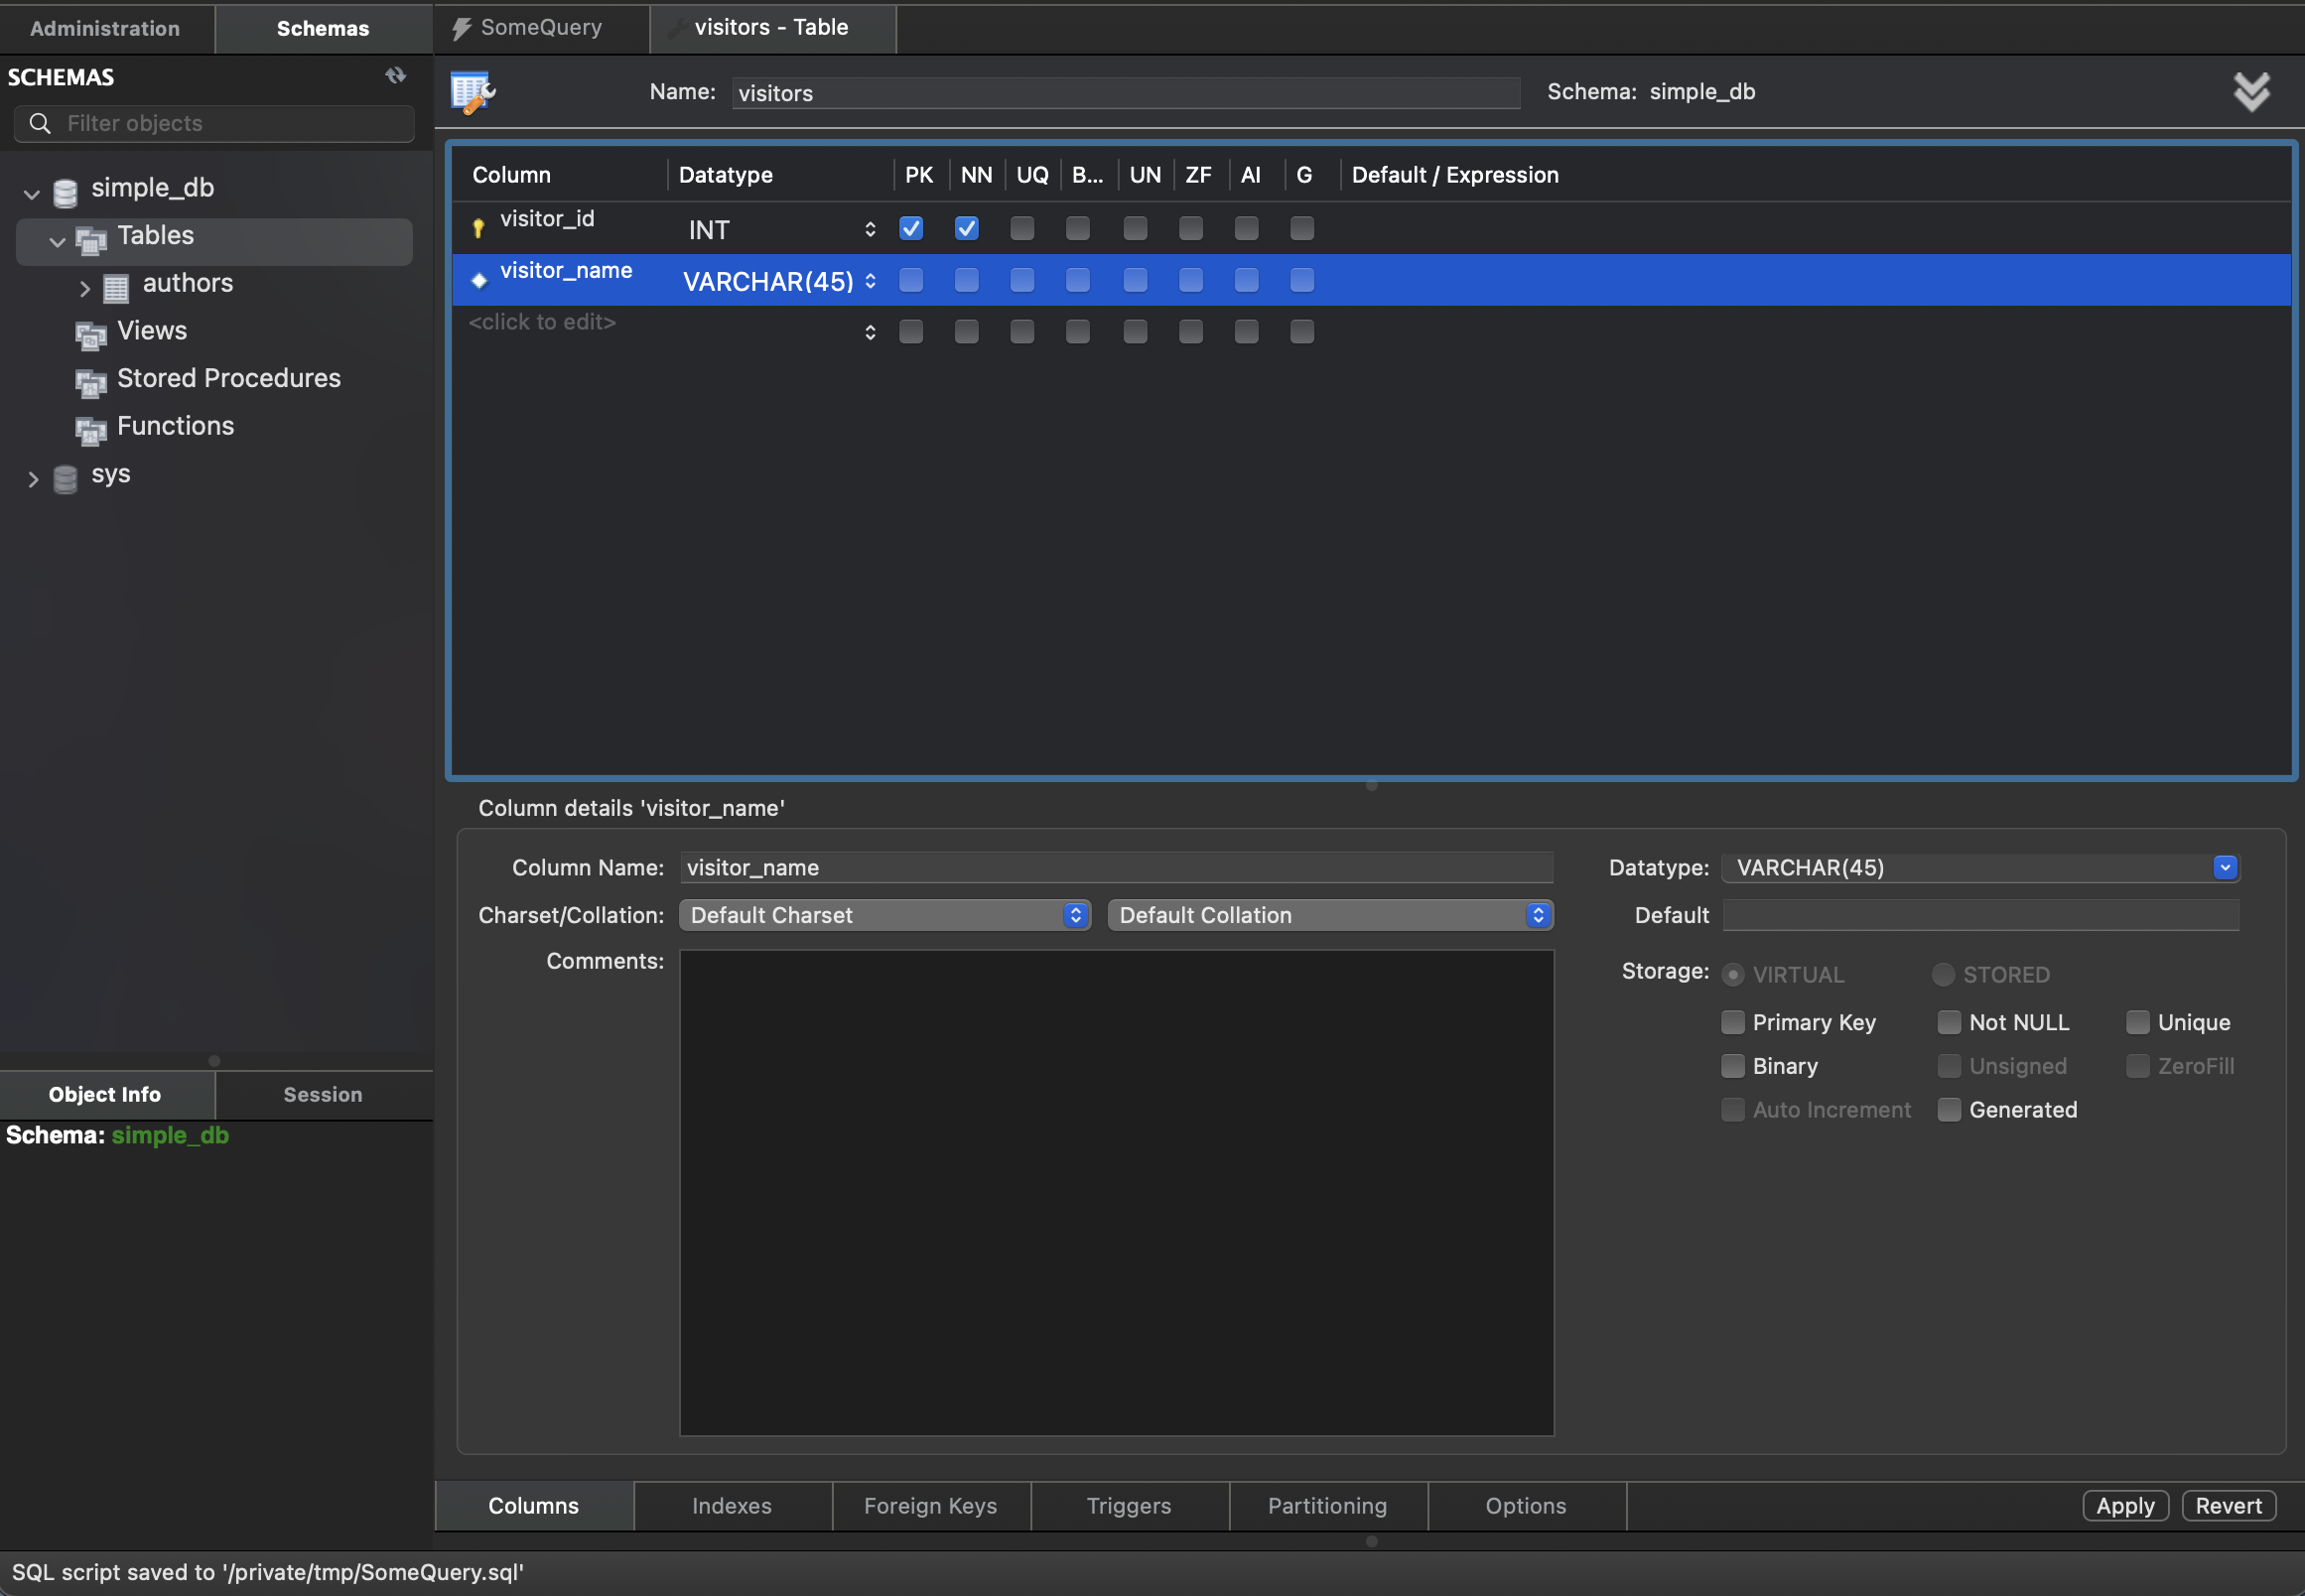 Administration
Schemas
SomeQuery
visitors - Table
SCHEMAS
Filter objects
simple_db
Tables
authors
Views
Stored Procedures
Functions
sys
Name: visitors
Schema: simple_db
Column Datatype PK NN UQ B... UN ZF AI G Default / Expression
visitor_id INT
visitor_name VARCHAR(45)
<click to edit>
Column details 'visitor_name'
Column Name: visitor_name
Datatype: VARCHAR(45)
Charset/Collation: Default Charset Default Collation
Default
Comments:
Storage: VIRTUAL STORED
Primary Key Not NULL Unique
Binary Unsigned ZeroFill
Auto Increment Generated
Object Info
Session
Schema: simple_db
Columns Indexes Foreign Keys Triggers Partitioning Options
Apply Revert
SQL script saved to '/private/tmp/SomeQuery.sql'